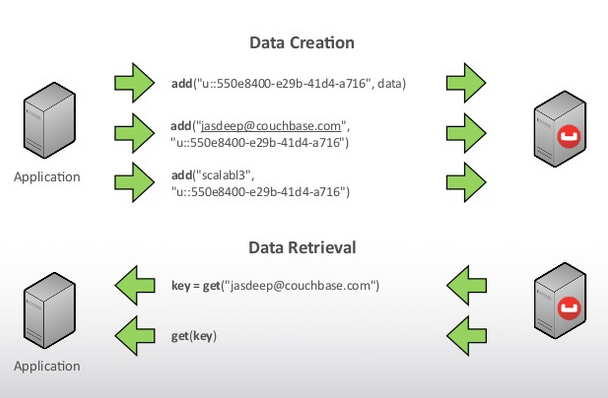 Data Creation
add("u::550e8400-e29b-41d4-a716", data)
add("jasdeep@couchbase.com",
"u::550e8400-e29b-41d4-a716")
Application
add("scalabl3",
"u::550e8400-e29b-41d4-a716")
Data Retrieval
key = get("jasdeep@couchbase.com")
get(key)
Application